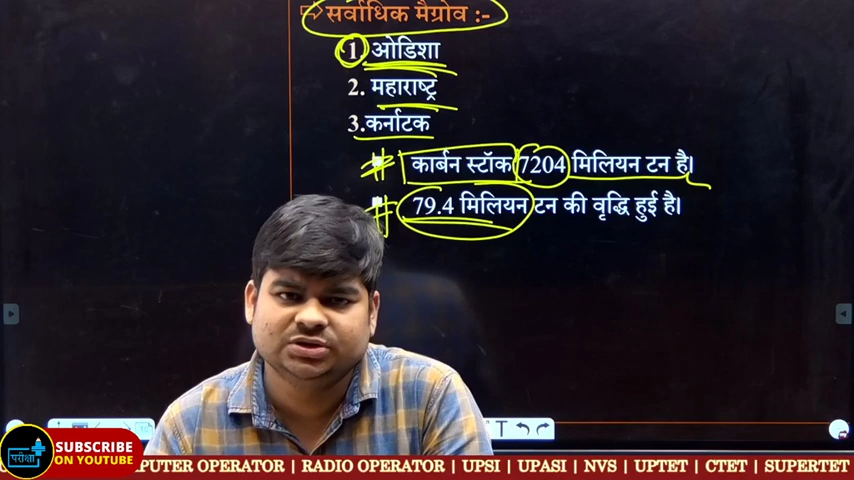 सर्वाधिक मैग्रोव :-
1. ओडिशा
2. महाराष्ट्र
3.कर्नाटक
कार्बन स्टॉक 7204 मिलियन टन है।
79.4 मिलियन टन की वृद्धि हुई है।
T
परीक्षा
SUBSCRIBE
ON YOUTUBE
PUTER OPERATOR | RADIO OPERATOR | UPSI | UPASI | NVS | UPTET | CTET | SUPERTET